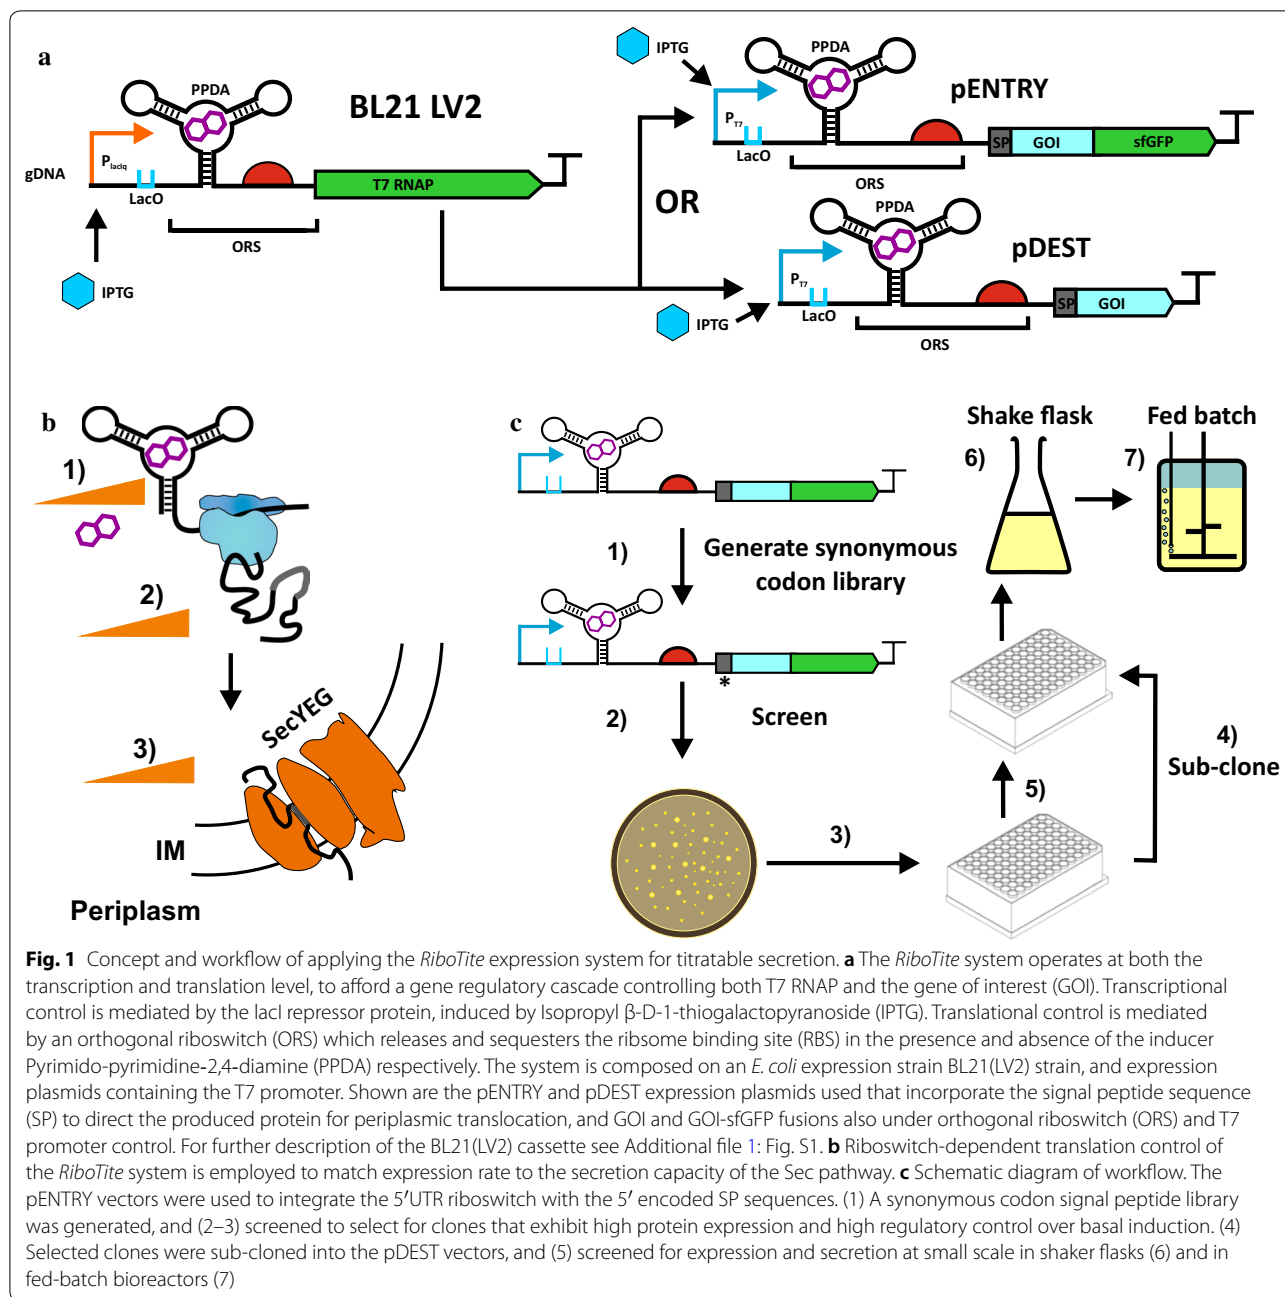 a
PPDA
BL21 LV2
gDNA
PlacIq
LacO
T7 RNAP
ORS
IPTG
OR
IPTG
PPDA
pENTRY
PT7
LacO
SP
GOI
sfGFP
ORS
PPDA
pDEST
PT7
LacO
SP
GOI
IPTG
ORS
b
1)
2)
3)
SecYEG
IM
Periplasm
c
1)
Generate synonymous
codon library
*
2)
Screen
3)
4)
Sub-clone
5)
6)
Shake flask
7)
Fed batch
Fig. 1 Concept and workflow of applying the RiboTite expression system for titratable secretion. a The RiboTite system operates at both the
transcription and translation level, to afford a gene regulatory cascade controlling both T7 RNAP and the gene of interest (GOI). Transcriptional
control is mediated by the lacI repressor protein, induced by Isopropyl β-D-1-thiogalactopyranoside (IPTG). Translational control is mediated
by an orthogonal riboswitch (ORS) which releases and sequesters the ribsome binding site (RBS) in the presence and absence of the inducer
Pyrimido-pyrimidine-2,4-diamine (PPDA) respectively. The system is composed on an E. coli expression strain BL21(LV2) strain, and expression
plasmids containing the T7 promoter. Shown are the pENTRY and pDEST expression plasmids used that incorporate the signal peptide sequence
(SP) to direct the produced protein for periplasmic translocation, and GOI and GOI-sfGFP fusions also under orthogonal riboswitch (ORS) and T7
promoter control. For further description of the BL21(LV2) cassette see Additional file 1: Fig. S1. b Riboswitch-dependent translation control of
the RiboTite system is employed to match expression rate to the secretion capacity of the Sec pathway. c Schematic diagram of workflow. The
pENTRY vectors were used to integrate the 5′UTR riboswitch with the 5′ encoded SP sequences. (1) A synonymous codon signal peptide library
was generated, and (2–3) screened to select for clones that exhibit high protein expression and high regulatory control over basal induction. (4)
Selected clones were sub-cloned into the pDEST vectors, and (5) screened for expression and secretion at small scale in shaker flasks (6) and in
fed-batch bioreactors (7)